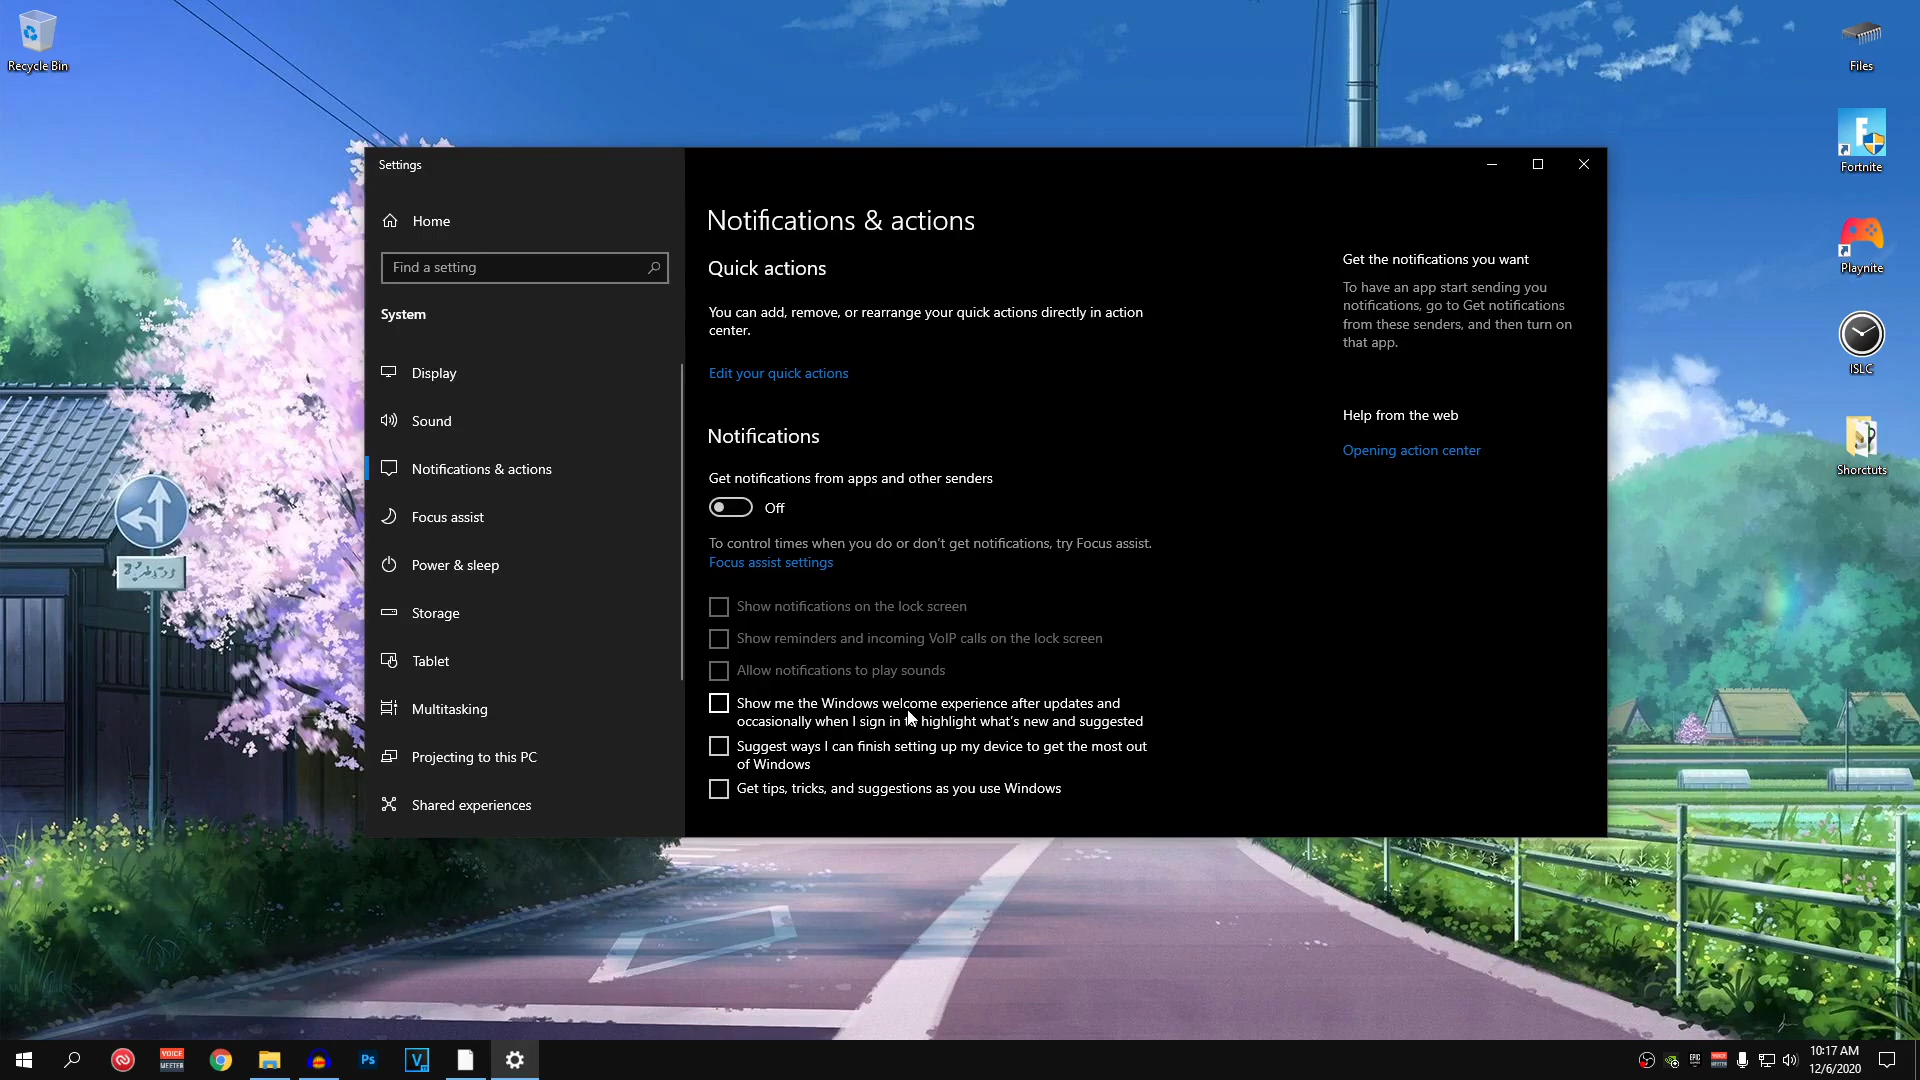 Recycle Bin
Files
Fortnite
Playnite
ISLC
Shorctuts
Settings
Home
Find a setting
System
Display
Sound
Notifications & actions
Focus assist
Power & sleep
Storage
Tablet
Multitasking
Projecting to this PC
Shared experiences
Notifications & actions
Quick actions
You can add, remove, or rearrange your quick actions directly in action
center.
Edit your quick actions
Notifications
Get notifications from apps and other senders
Off
To control times when you do or don't get notifications, try Focus assist.
Focus assist settings
Show notifications on the lock screen
Show reminders and incoming VoIP calls on the lock screen
Allow notifications to play sounds
Show me the Windows welcome experience after updates and
occasionally when I sign in to highlight what's new and suggested
Suggest ways I can finish setting up my device to get the most out
of Windows
Get tips, tricks, and suggestions as you use Windows
Get the notifications you want
To have an app start sending you
notifications, go to Get notifications
from these senders, and then turn on
that app.
Help from the web
Opening action center
VOICE
MEETER
Ps
V
EPIC
10:17 AM
12/6/2020